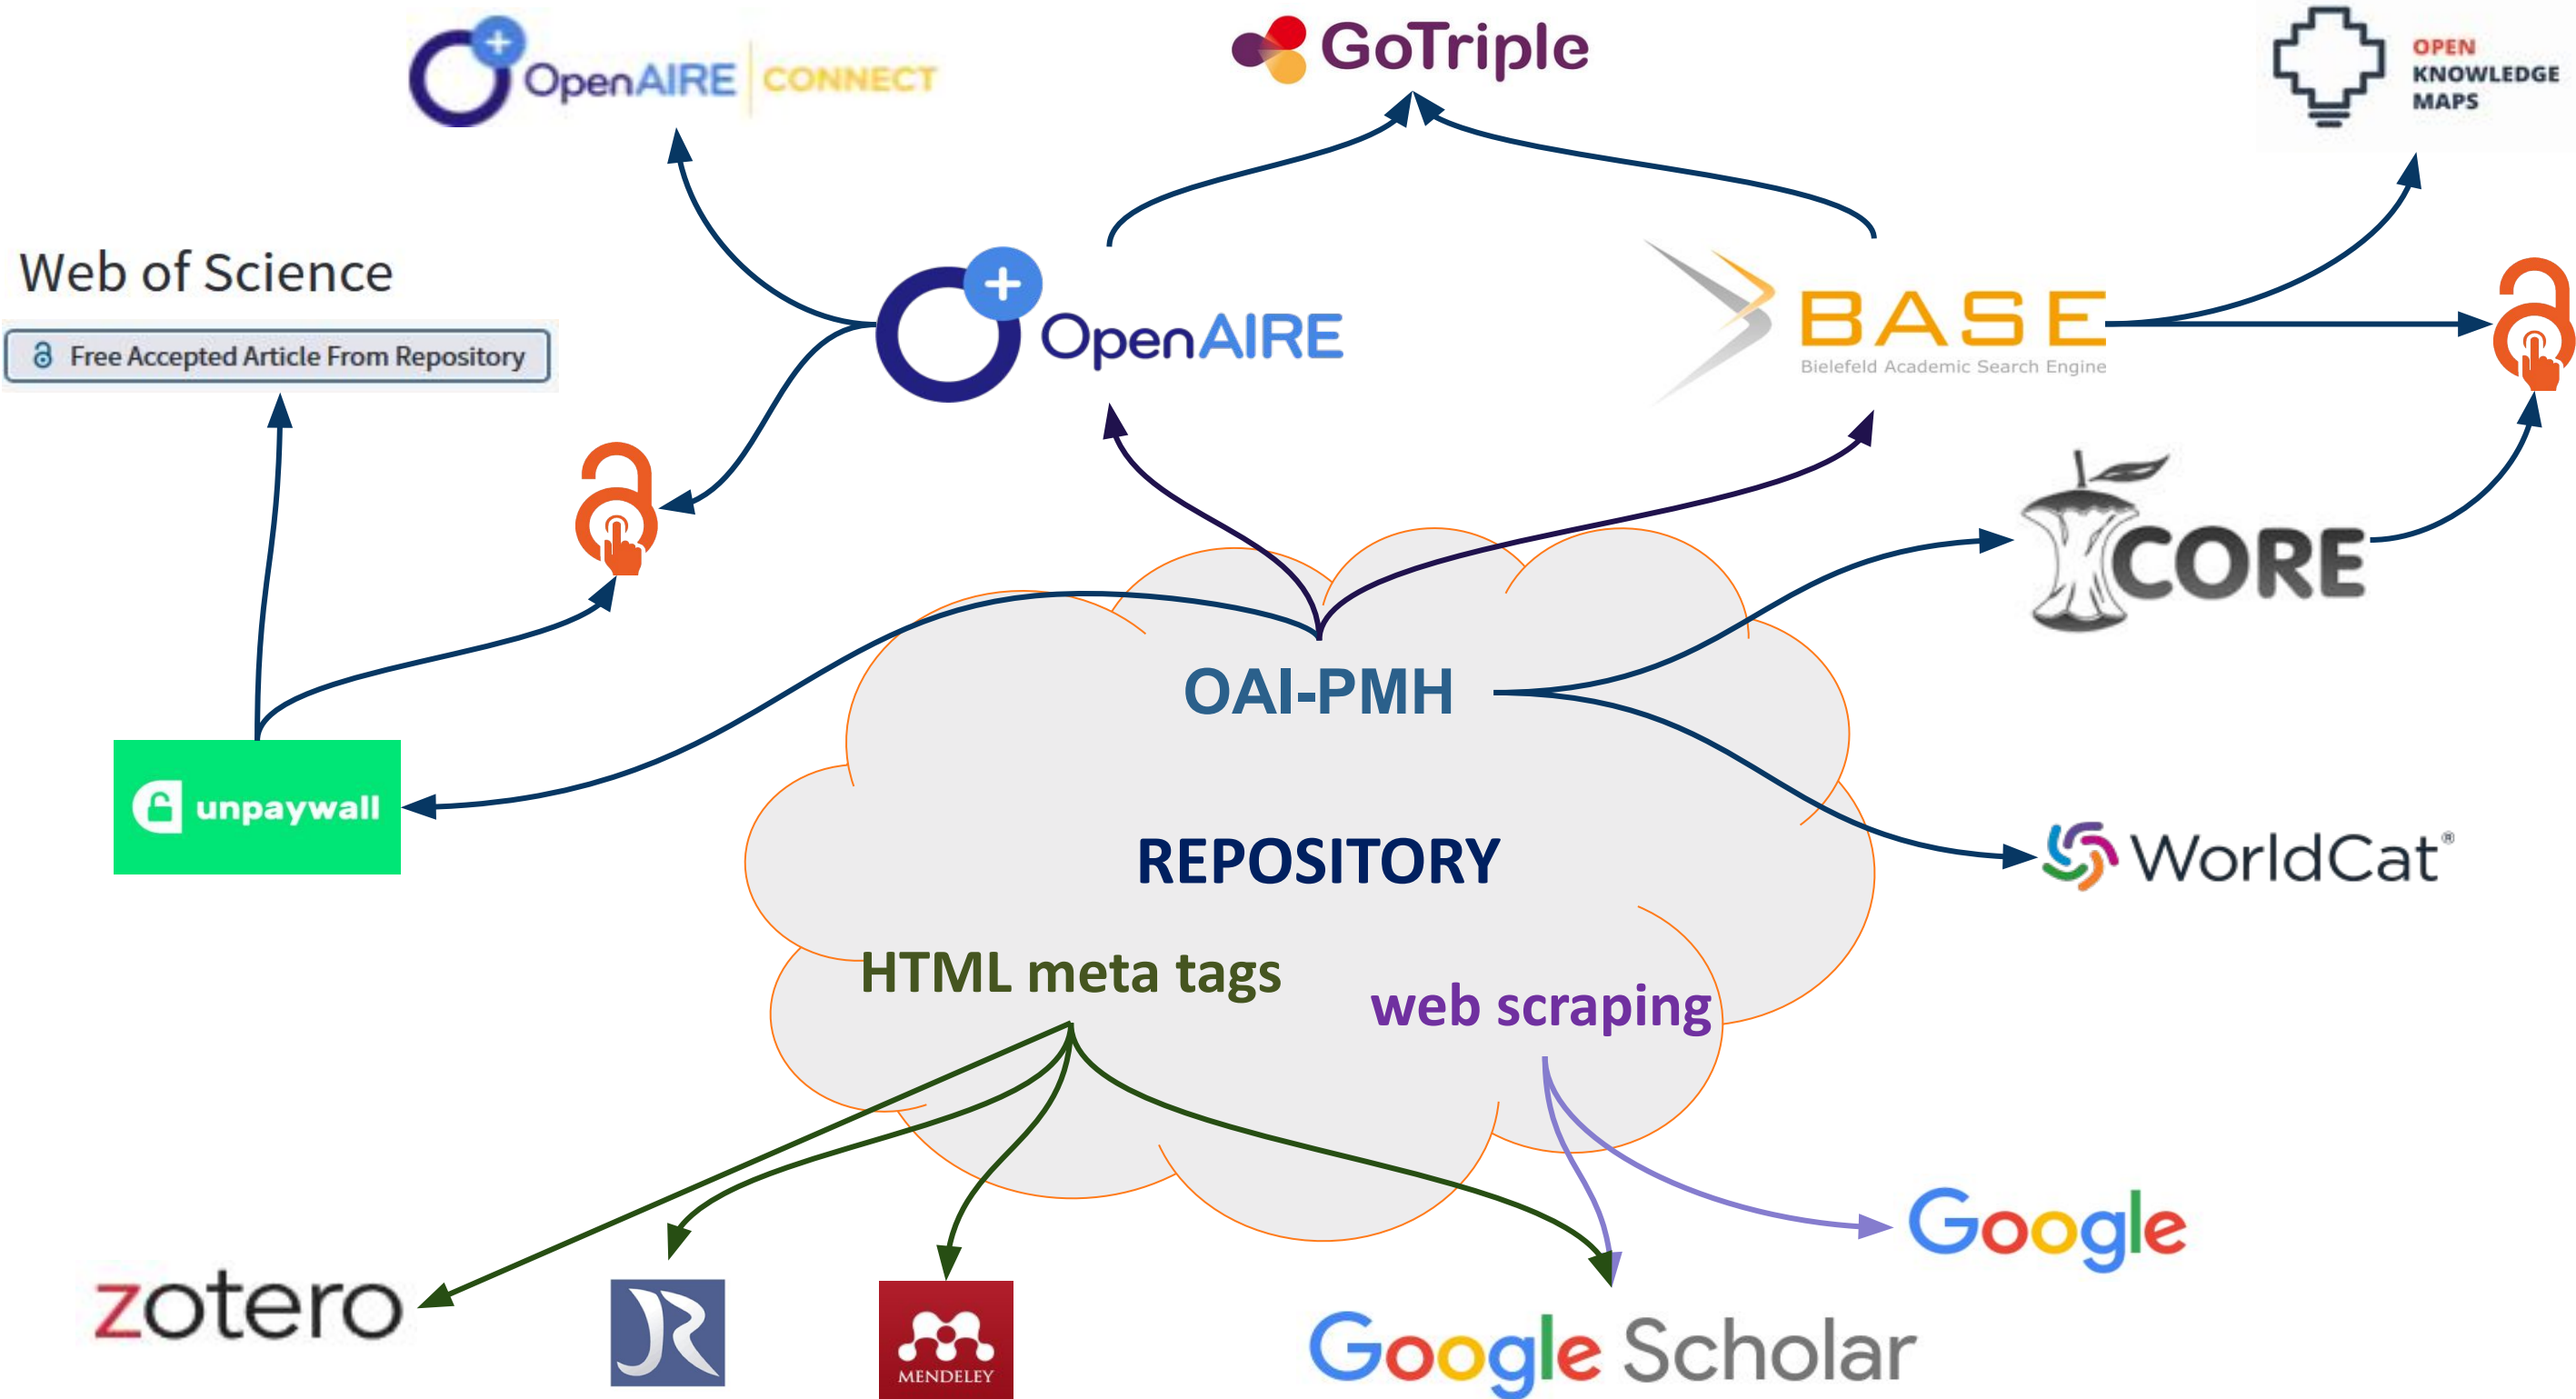 OpenAIRE CONNECT
GoTriple
OPEN
KNOWLEDGE
MAPS
Web of Science
Free Accepted Article From Repository
OpenAIRE
BASE
Bielefeld Academic Search Engine
CORE
OAI-PMH
unpaywall
REPOSITORY
WorldCat®
HTML meta tags
web scraping
Google
zotero
JR
MENDELEY
Google Scholar